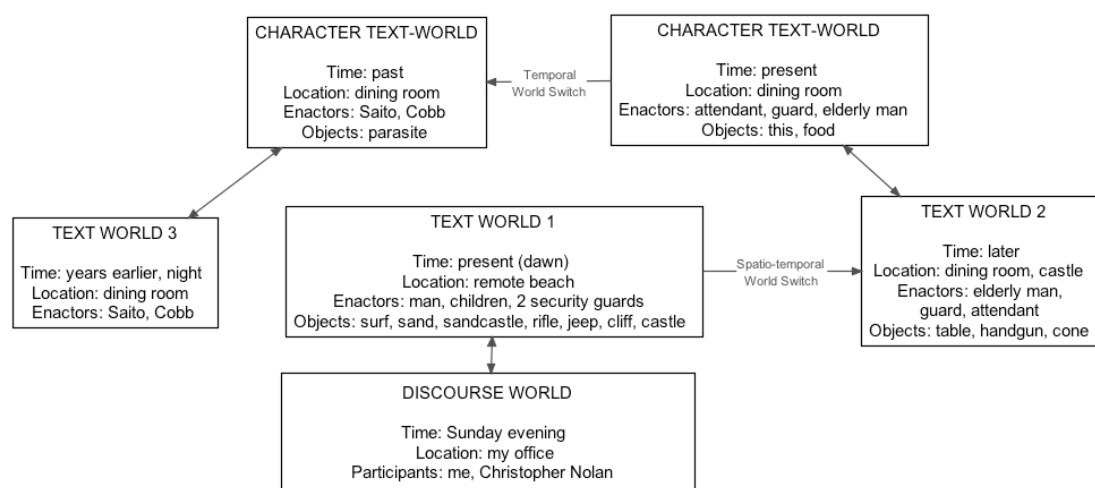 CHARACTER TEXT-WORLD
Time: past
Location: dining room
Enactors: Saito, Cobb
Objects: parasite
Temporal
World Switch
CHARACTER TEXT-WORLD
Time: present
Location: dining room
Enactors: attendant, guard, elderly man
Objects: this, food
TEXT WORLD 3
Time: years earlier, night
Location: dining room
Enactors: Saito, Cobb
TEXT WORLD 1
Time: present (dawn)
Location: remote beach
Enactors: man, children, 2 security guards
Objects: surf, sand, sandcastle, rifle, jeep, cliff, castle
Spatio-temporal
World Switch
TEXT WORLD 2
Time: later
Location: dining room, castle
Enactors: elderly man,
guard, attendant
Objects: table, handgun, cone
DISCOURSE WORLD
Time: Sunday evening
Location: my office
Participants: me, Christopher Nolan